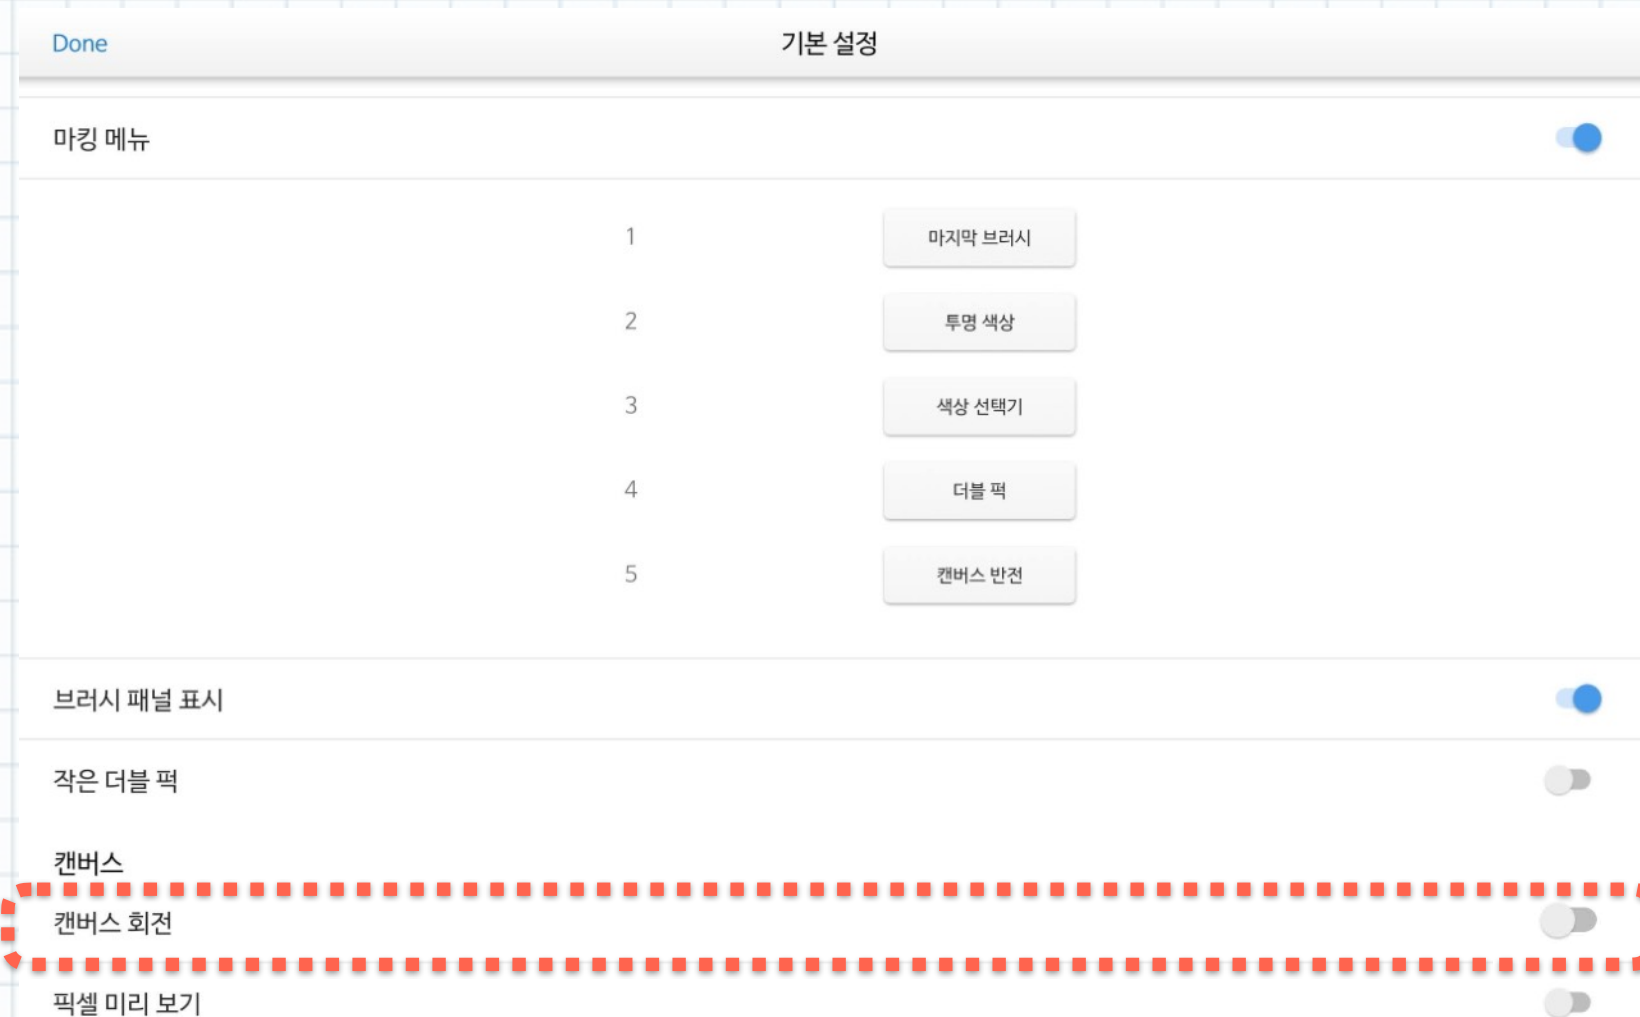 Done
기본 설정
마킹 메뉴
1 마지막 브러시
2 투명 색상
3 색상 선택기
4 더블 퍽
5 캔버스 반전
브러시 패널 표시
작은 더블 퍽
캔버스
캔버스 회전
픽셀 미리 보기